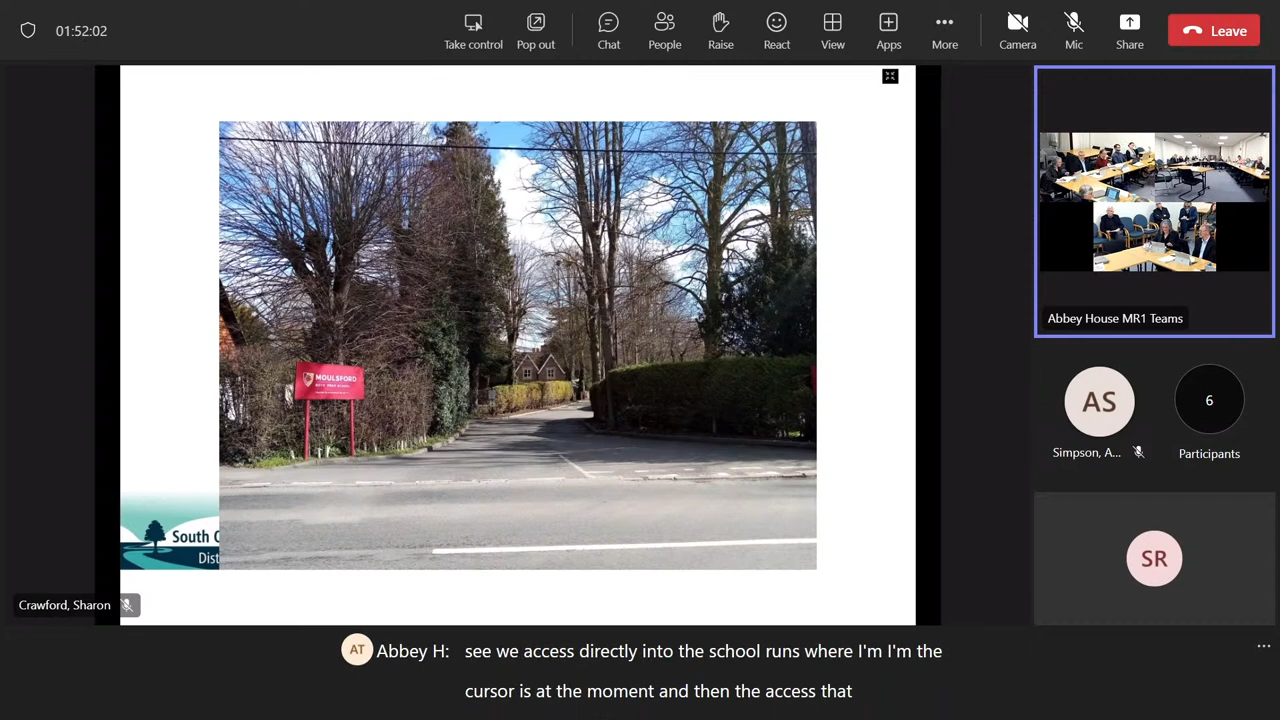 01:52:02
Take control
Pop out
Chat
People
Raise
React
View
Apps
More
Camera
Mic
Share
Leave
MOULSFORD
South
Dist
Crawford, Sharon
Abbey House MR1 Teams
AS
Simpson, A...
6
Participants
SR
AT
Abbey H: see we access directly into the school runs where I'm I'm the
cursor is at the moment and then the access that